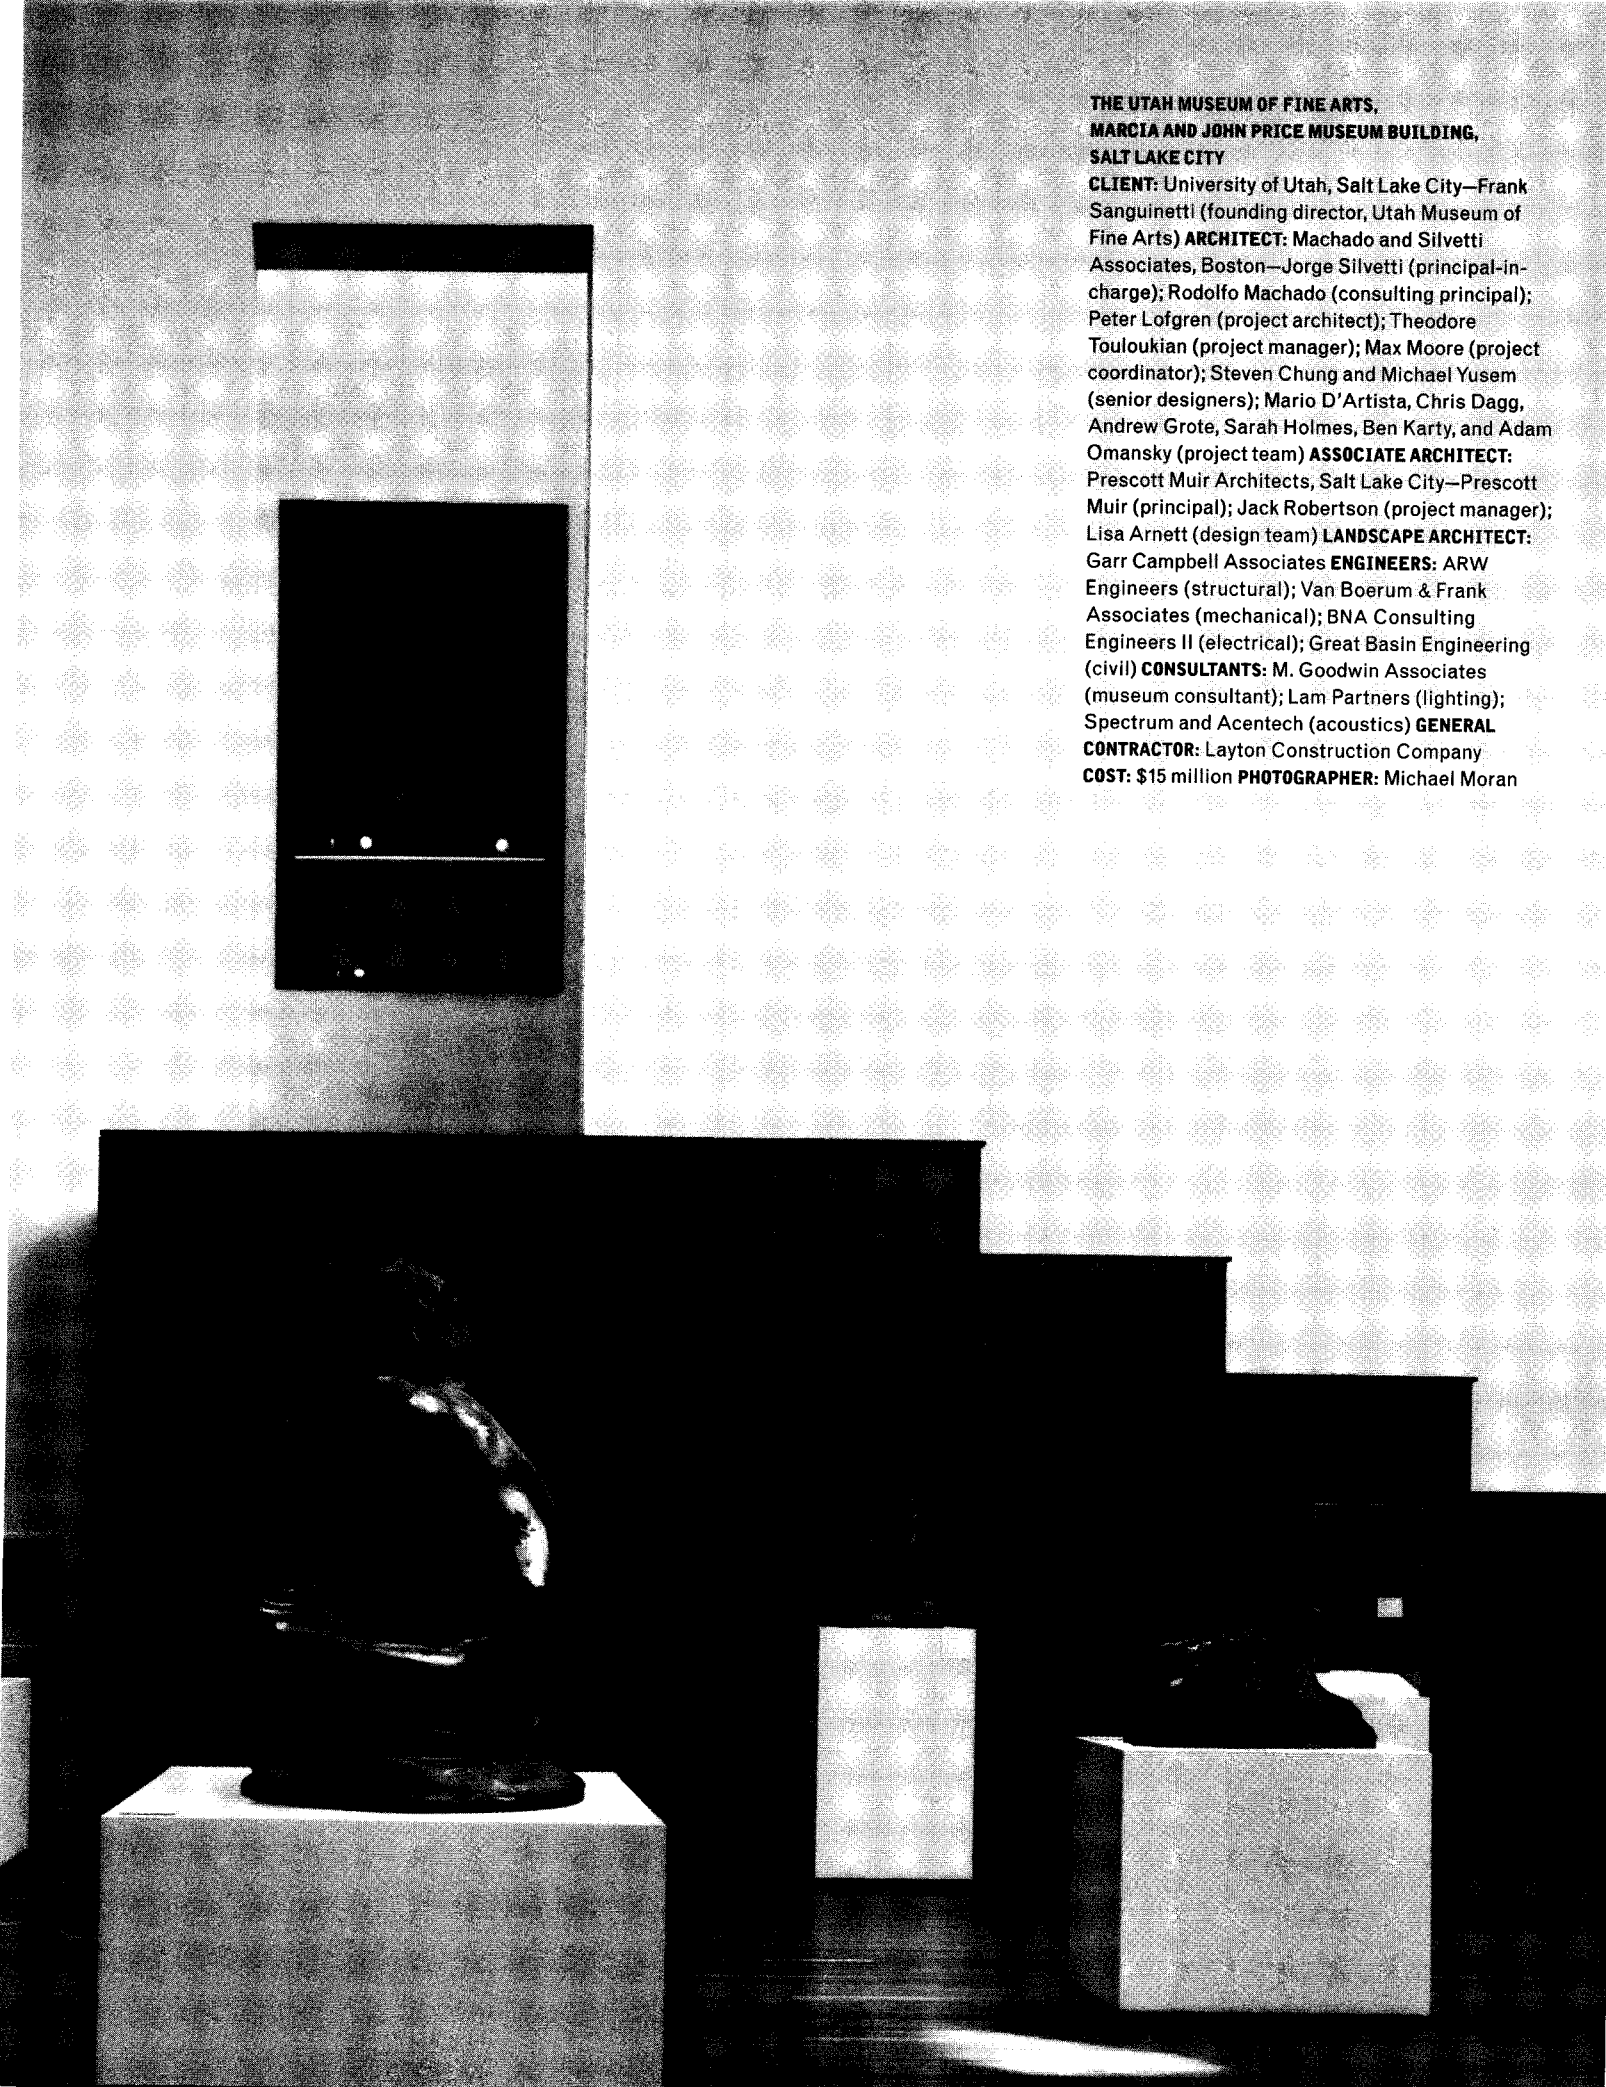 THE UTAH MUSEUM OF FINE ARTS,
MARCIA AND JOHN PRICE MUSEUM BUILDING,
SALT LAKE CITY
CLIENT: University of Utah, Salt Lake City—Frank
Sanguinetti (founding director, Utah Museum of
Fine Arts) ARCHITECT: Machado and Silvetti
Associates, Boston—Jorge Silvetti (principal-in-
charge); Rodolfo Machado (consulting principal);
Peter Lofgren (project architect); Theodore
Touloukian (project manager); Max Moore (project
coordinator); Steven Chung and Michael Yusem
(senior designers); Mario D'Artista, Chris Dagg,
Andrew Grote, Sarah Holmes, Ben Karty, and Adam
Omansky (project team) ASSOCIATE ARCHITECT:
Prescott Muir Architects, Salt Lake City—Prescott
Muir (principal); Jack Robertson (project manager);
Lisa Arnett (design team) LANDSCAPE ARCHITECT:
Garr Campbell Associates ENGINEERS: ARW
Engineers (structural); Van Boerum & Frank
Associates (mechanical); BNA Consulting
Engineers II (electrical); Great Basin Engineering
(civil) CONSULTANTS: M. Goodwin Associates
(museum consultant); Lam Partners (lighting);
Spectrum and Acentech (acoustics) GENERAL
CONTRACTOR: Layton Construction Company
COST: $15 million PHOTOGRAPHER: Michael Moran